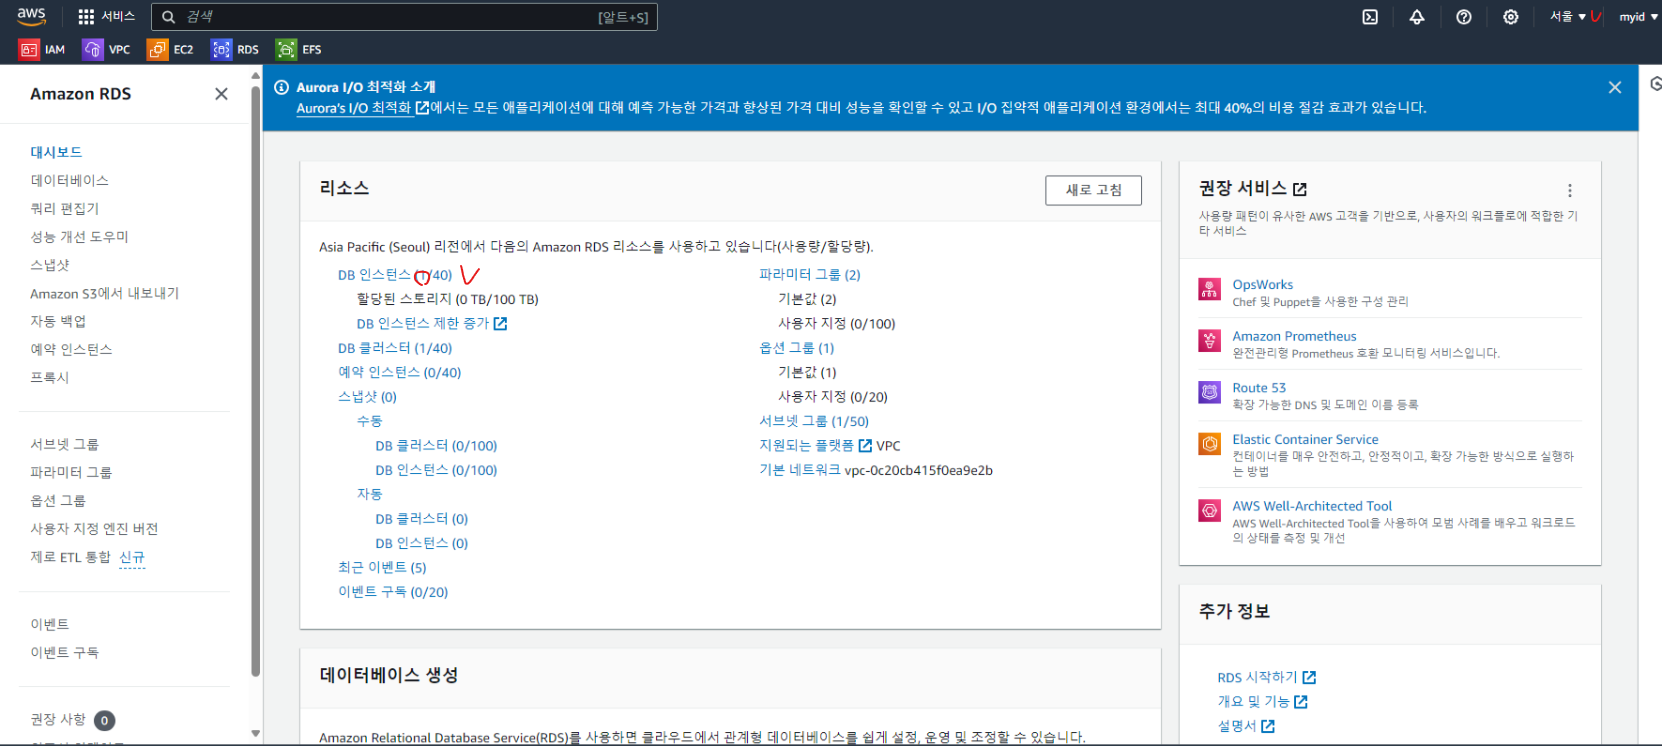 aws 서비스 검색 [알트+S] 서울 myid
IAM VPC EC2 RDS EFS
Amazon RDS
대시보드
데이터베이스
쿼리 편집기
성능 개선 도우미
스냅샷
Amazon S3에서 내보내기
자동 백업
예약 인스턴스
프록시
서브넷 그룹
파라미터 그룹
옵션 그룹
사용자 지정 엔진 버전
제로 ETL 통합 신규
이벤트
이벤트 구독
권장 사항 0
Aurora I/O 최적화 소개
Aurora's I/O 최적화에서는 모든 애플리케이션에 대해 예측 가능한 가격과 향상된 가격 대비 성능을 확인할 수 있고 I/O 집약적 애플리케이션 환경에서는 최대 40%의 비용 절감 효과가 있습니다.
리소스
새로 고침
Asia Pacific (Seoul) 리전에서 다음의 Amazon RDS 리소스를 사용하고 있습니다(사용량/할당량).
DB 인스턴스 (1/40)
할당된 스토리지 (0 TB/100 TB)
DB 인스턴스 제한 증가
DB 클러스터 (1/40)
예약 인스턴스 (0/40)
스냅샷 (0)
수동
DB 클러스터 (0/100)
DB 인스턴스 (0/100)
자동
DB 클러스터 (0)
DB 인스턴스 (0)
최근 이벤트 (5)
이벤트 구독 (0/20)
파라미터 그룹 (2)
기본값 (2)
사용자 지정 (0/100)
옵션 그룹 (1)
기본값 (1)
사용자 지정 (0/20)
서브넷 그룹 (1/50)
지원되는 플랫폼 VPC
기본 네트워크 vpc-0c20cb415f0ea9e2b
데이터베이스 생성
Amazon Relational Database Service(RDS)를 사용하면 클라우드에서 관계형 데이터베이스를 쉽게 설정, 운영 및 조정할 수 있습니다.
권장 서비스
사용량 패턴이 유사한 AWS 고객을 기반으로, 사용자의 워크플로에 적합한 기
타 서비스
OpsWorks
Chef 및 Puppet을 사용한 구성 관리
Amazon Prometheus
완전관리형 Prometheus 호환 모니터링 서비스입니다.
Route 53
확장 가능한 DNS 및 도메인 이름 등록
Elastic Container Service
컨테이너를 매우 안전하고, 안정적이고, 확장 가능한 방식으로 실행하
는 방법
AWS Well-Architected Tool
AWS Well-Architected Tool을 사용하여 모범 사례를 배우고 워크로드
의 상태를 측정 및 개선
추가 정보
RDS 시작하기
개요 및 기능
설명서